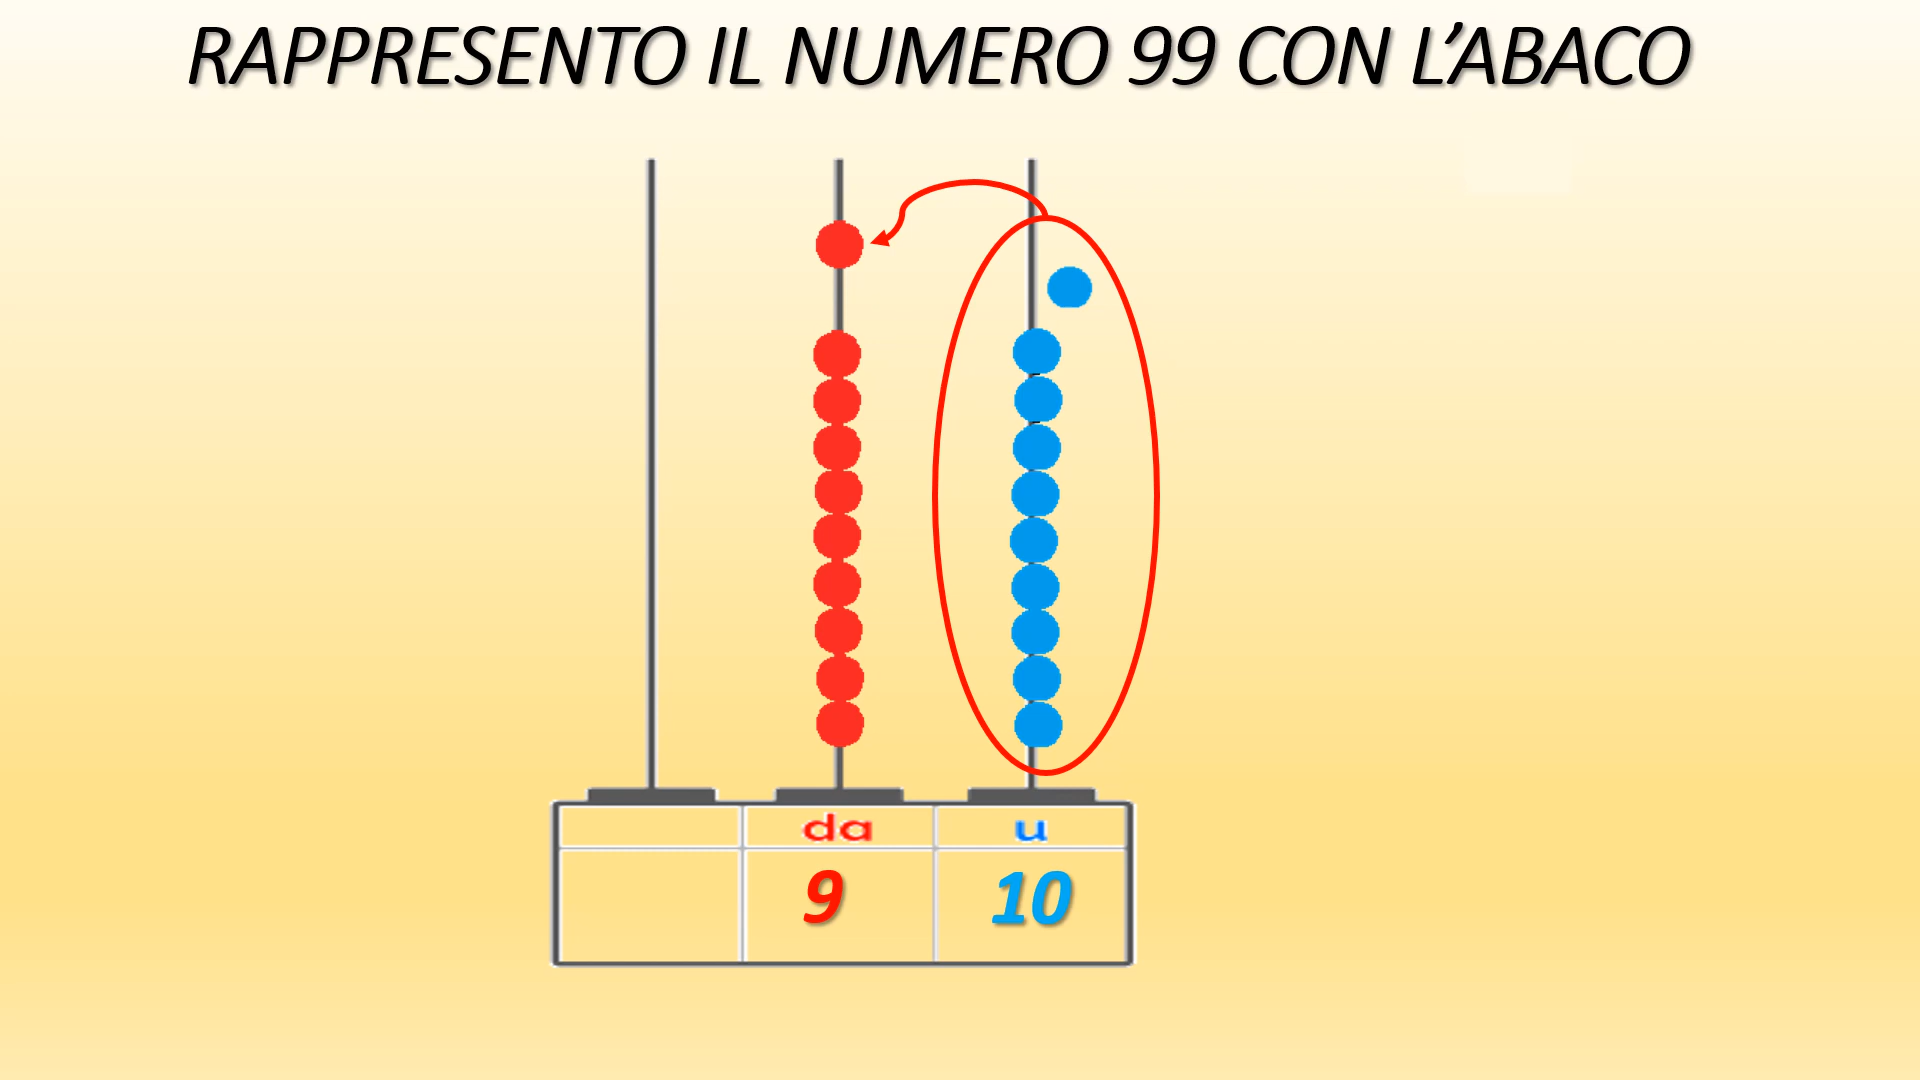 RAPPRESENTO IL NUMERO 99 CON L’ABACO
da u
9 10